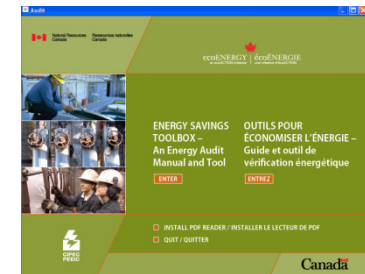 Audit
Natural Resources Canada
Ressources naturelles Canada
ecoENERGY | écoÉNERGIE
ENERGY SAVINGS
TOOLBOX –
An Energy Audit
Manual and Tool
ENTER
OUTILS POUR
ÉCONOMISER L'ÉNERGIE –
Guide et outil de
vérification énergétique
ENTREZ
INSTALL PDF READER / INSTALLER LE LECTEUR DE PDF
QUIT / QUITTER
CIPEC
PEEIC
Canada